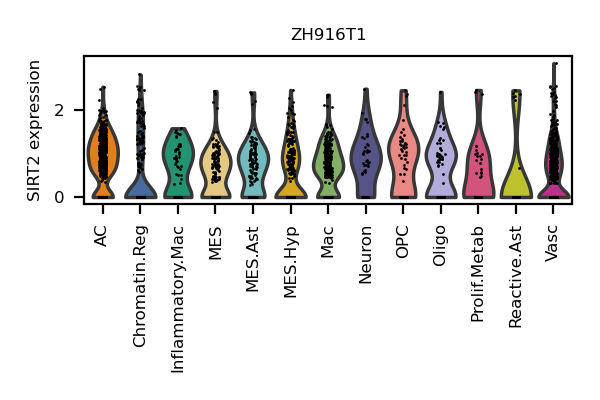 ZH916T1
SIRT2 expression
2
0
AC
Chromatin.Reg
Inflammatory.Mac
MES
MES.Ast
MES.Hyp
Mac
Neuron
OPC
Oligo
Prolif.Metab
Reactive.Ast
Vasc